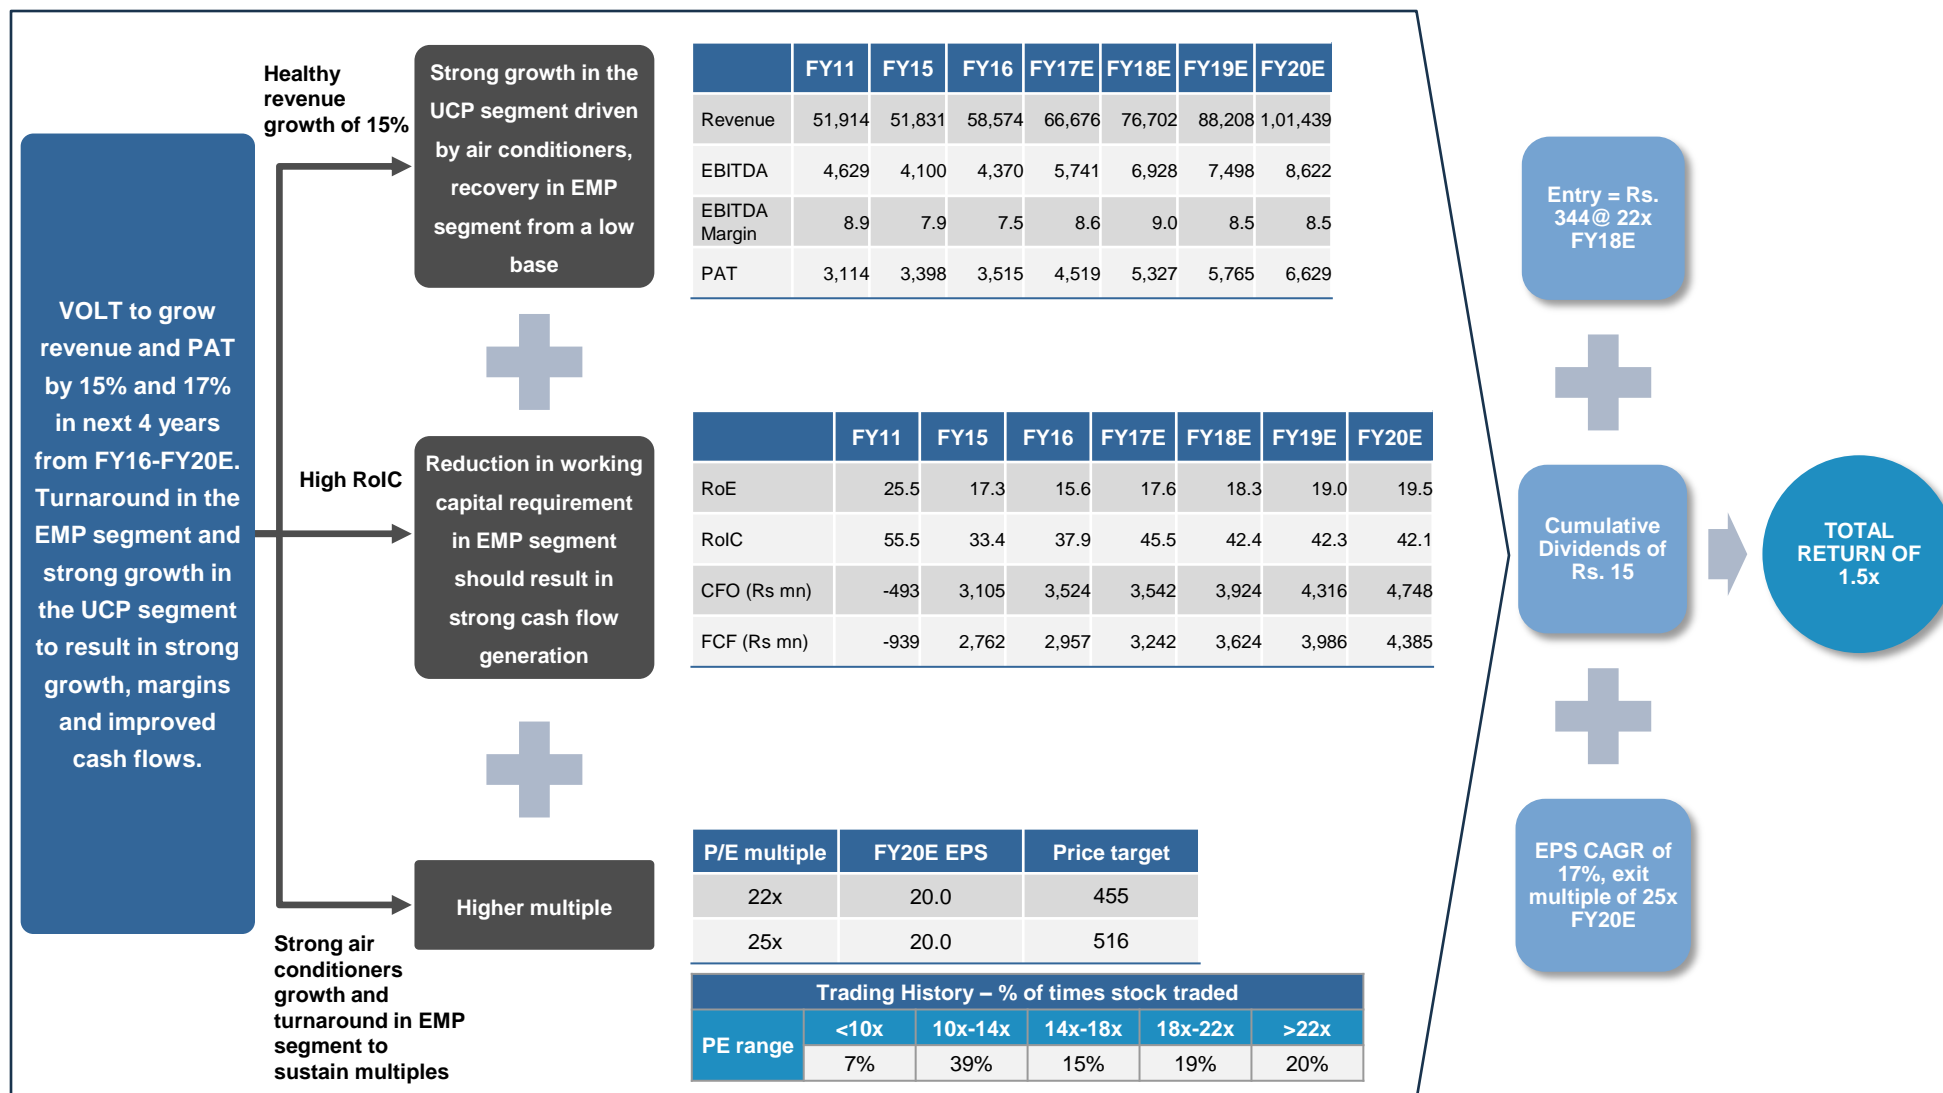 VOLT to grow
revenue and PAT
by 15% and 17%
in next 4 years
from FY16-FY20E.
Turnaround in the
EMP segment and
strong growth in
the UCP segment
to result in strong
growth, margins
and improved
cash flows.
Healthy
revenue
growth of 15%
Strong growth in the
UCP segment driven
by air conditioners,
recovery in EMP
segment from a low
base
FY11 FY15 FY16 FY17E FY18E FY19E FY20E
Revenue 51,914 51,831 58,574 66,676 76,702 88,208 1,01,439
EBITDA 4,629 4,100 4,370 5,741 6,928 7,498 8,622
EBITDA
Margin 8.9 7.9 7.5 8.6 9.0 8.5 8.5
PAT 3,114 3,398 3,515 4,519 5,327 5,765 6,629
High RoIC
Reduction in working
capital requirement
in EMP segment
should result in
strong cash flow
generation
FY11 FY15 FY16 FY17E FY18E FY19E FY20E
RoE 25.5 17.3 15.6 17.6 18.3 19.0 19.5
RoIC 55.5 33.4 37.9 45.5 42.4 42.3 42.1
CFO (Rs mn) -493 3,105 3,524 3,542 3,924 4,316 4,748
FCF (Rs mn) -939 2,762 2,957 3,242 3,624 3,986 4,385
Higher multiple
Strong air
conditioners
growth and
turnaround in EMP
segment to
sustain multiples
P/E multiple FY20E EPS Price target
22x 20.0 455
25x 20.0 516
Trading History – % of times stock traded
PE range <10x 10x-14x 14x-18x 18x-22x >22x
7% 39% 15% 19% 20%
Entry = Rs.
344@ 22x
FY18E
Cumulative
Dividends of
Rs. 15
EPS CAGR of
17%, exit
multiple of 25x
FY20E
TOTAL
RETURN OF
1.5x